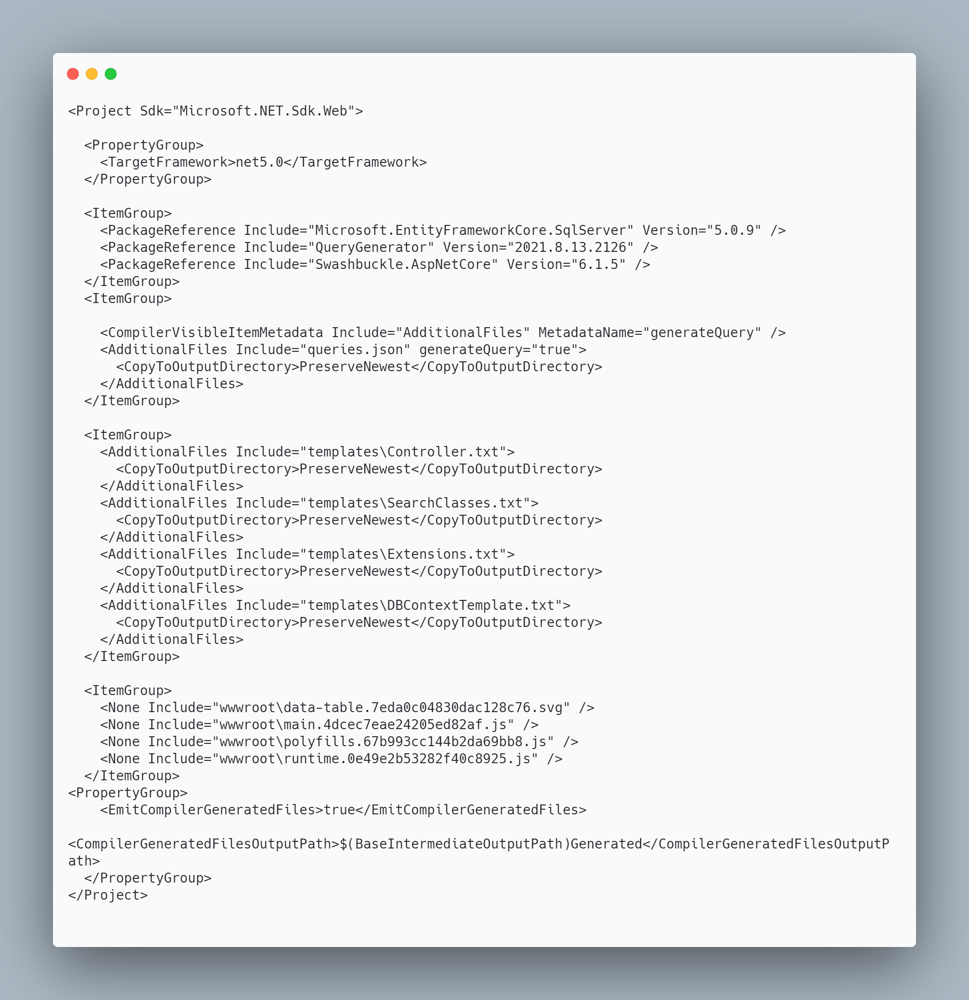 <Project Sdk="Microsoft.NET.Sdk.Web">

  <PropertyGroup>
    <TargetFramework>net5.0</TargetFramework>
  </PropertyGroup>

  <ItemGroup>
    <PackageReference Include="Microsoft.EntityFrameworkCore.SqlServer" Version="5.0.9" />
    <PackageReference Include="QueryGenerator" Version="2021.8.13.2126" />
    <PackageReference Include="Swashbuckle.AspNetCore" Version="6.1.5" />
  </ItemGroup>
  <ItemGroup>

    <CompilerVisibleItemMetadata Include="AdditionalFiles" MetadataName="generateQuery" />
    <AdditionalFiles Include="queries.json" generateQuery="true">
      <CopyToOutputDirectory>PreserveNewest</CopyToOutputDirectory>
    </AdditionalFiles>
  </ItemGroup>

  <ItemGroup>
    <AdditionalFiles Include="templates\Controller.txt">
      <CopyToOutputDirectory>PreserveNewest</CopyToOutputDirectory>
    </AdditionalFiles>
    <AdditionalFiles Include="templates\SearchClasses.txt">
      <CopyToOutputDirectory>PreserveNewest</CopyToOutputDirectory>
    </AdditionalFiles>
    <AdditionalFiles Include="templates\Extensions.txt">
      <CopyToOutputDirectory>PreserveNewest</CopyToOutputDirectory>
    </AdditionalFiles>
    <AdditionalFiles Include="templates\DBContextTemplate.txt">
      <CopyToOutputDirectory>PreserveNewest</CopyToOutputDirectory>
    </AdditionalFiles>
  </ItemGroup>

  <ItemGroup>
    <None Include="wwwroot\data-table.7eda0c04830dac128c76.svg" />
    <None Include="wwwroot\main.4dcec7eae24205ed82af.js" />
    <None Include="wwwroot\polyfills.67b993cc144b2da69bb8.js" />
    <None Include="wwwroot\runtime.0e49e2b53282f40c8925.js" />
  </ItemGroup>
<PropertyGroup>
    <EmitCompilerGeneratedFiles>true</EmitCompilerGeneratedFiles>

<CompilerGeneratedFilesOutputPath>$(BaseIntermediateOutputPath)Generated</CompilerGeneratedFilesOutputP
ath>
  </PropertyGroup>
</Project>